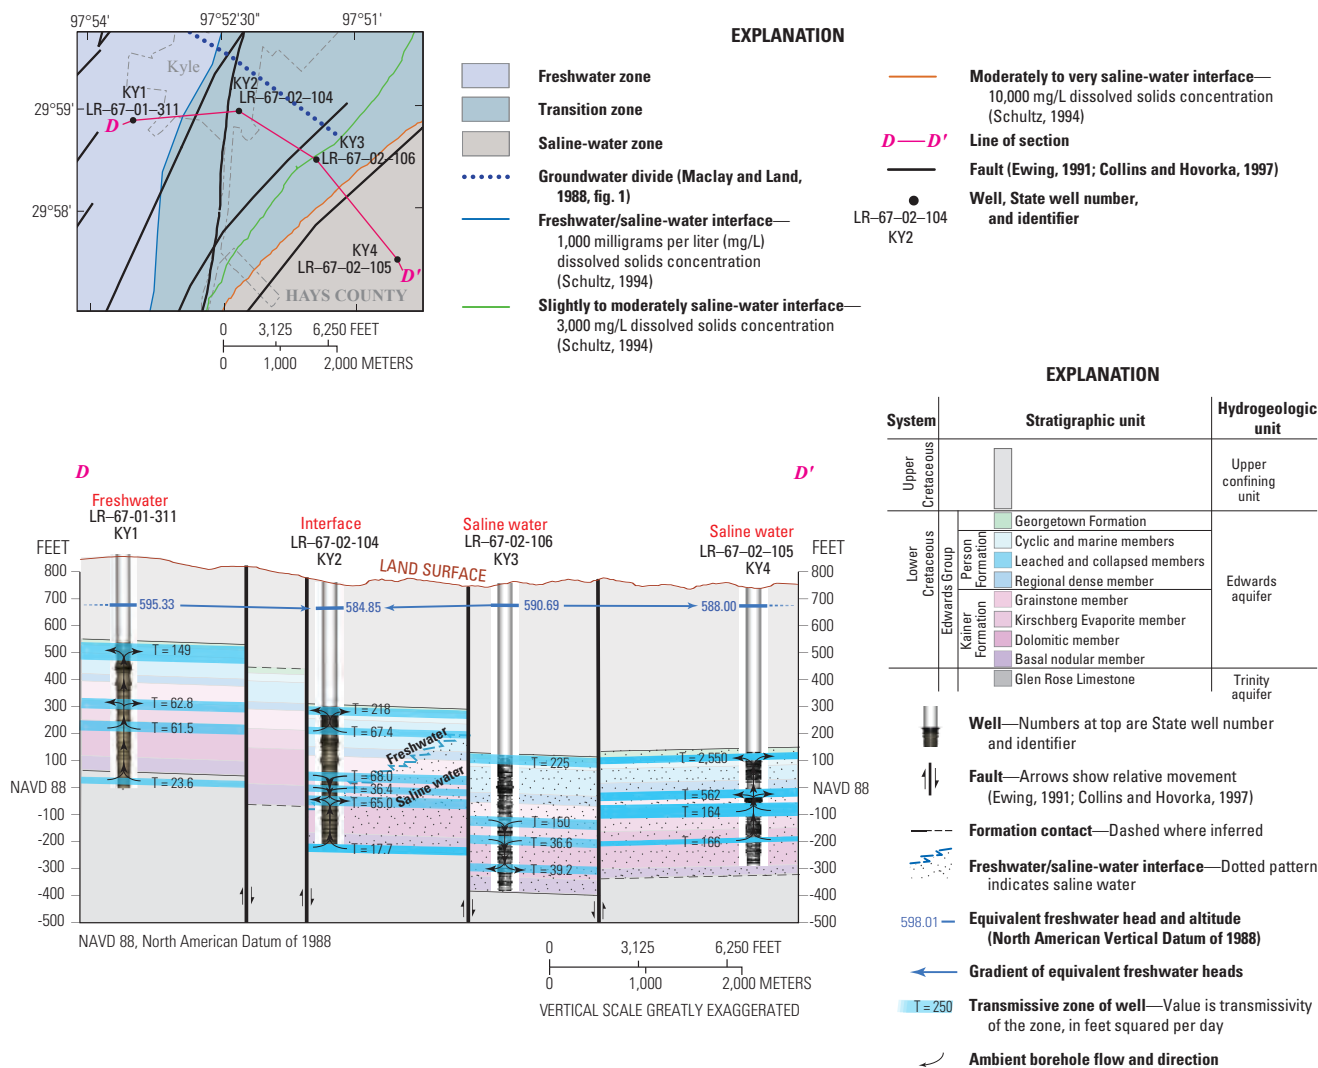 97°54'
97°52'30"
97°51'
29°59'
29°58'
Kyle
KY1
LR–67–01–311
KY2
LR–67–02–104
KY3
LR–67–02–106
KY4
LR–67–02–105
D
D'
HAYS COUNTY
0 3,125 6,250 FEET
0 1,000 2,000 METERS
EXPLANATION
Freshwater zone
Transition zone
Saline-water zone
Groundwater divide (Maclay and Land,
1988, fig. 1)
Freshwater/saline-water interface—
1,000 milligrams per liter (mg/L)
dissolved solids concentration
(Schultz, 1994)
Slightly to moderately saline-water interface—
3,000 mg/L dissolved solids concentration
(Schultz, 1994)
Moderately to very saline-water interface—
10,000 mg/L dissolved solids concentration
(Schultz, 1994)
D—D' Line of section
Fault (Ewing, 1991; Collins and Hovorka, 1997)
Well, State well number,
and identifier
LR–67–02–104
KY2
D
D'
Freshwater
LR–67-01-311
KY1
Interface
LR–67-02-104
KY2
Saline water
LR–67-02-106
KY3
Saline water
LR–67–02–105
KY4
FEET
800
700
600
500
400
300
200
100
NAVD 88
-100
-200
-300
-400
-500
FEET
800
700
600
500
400
300
200
100
NAVD 88
-100
-200
-300
-400
-500
LAND SURFACE
595.33
584.85
590.69
588.00
T = 149
T = 62.8
T = 61.5
T = 23.6
T = 218
T = 67.4
T = 68.0
T = 36.4
T = 65.0
T = 17.7
Freshwater
Saline water
T = 225
T = 150
T = 36.6
T = 39.2
T = 2,550
T = 562
T = 164
T = 166
NAVD 88, North American Datum of 1988
0 3,125 6,250 FEET
0 1,000 2,000 METERS
VERTICAL SCALE GREATLY EXAGGERATED
EXPLANATION
System
Stratigraphic unit
Hydrogeologic
unit
Upper
Cretaceous
Upper
confining
unit
Lower
Cretaceous
Edwards Group
Person
Formation
Kainer
Formation
Georgetown Formation
Cyclic and marine members
Leached and collapsed members
Regional dense member
Grainstone member
Kirschberg Evaporite member
Dolomitic member
Basal nodular member
Glen Rose Limestone
Edwards
aquifer
Trinity
aquifer
Well—Numbers at top are State well number
and identifier
Fault—Arrows show relative movement
(Ewing, 1991; Collins and Hovorka, 1997)
Formation contact—Dashed where inferred
Freshwater/saline-water interface—Dotted pattern
indicates saline water
598.01
Equivalent freshwater head and altitude
(North American Vertical Datum of 1988)
Gradient of equivalent freshwater heads
T = 250
Transmissive zone of well—Value is transmissivity
of the zone, in feet squared per day
Ambient borehole flow and direction